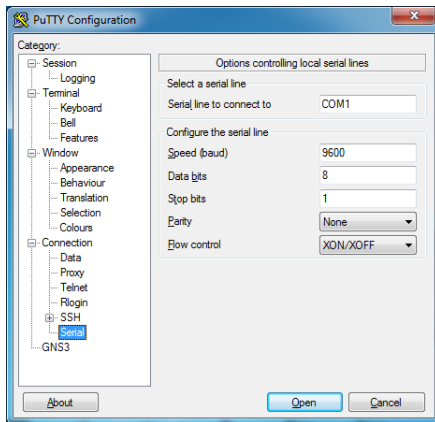 PuTTY Configuration
Category:
Session
Logging
Terminal
Keyboard
Bell
Features
Window
Appearance
Behaviour
Translation
Selection
Colours
Connection
Data
Proxy
Telnet
Rlogin
SSH
Serial
GNS3
Options controlling local serial lines
Select a serial line
Serial line to connect to COM1
Configure the serial line
Speed (baud) 9600
Data bits 8
Stop bits 1
Parity None
Flow control XON/XOFF
About Open Cancel